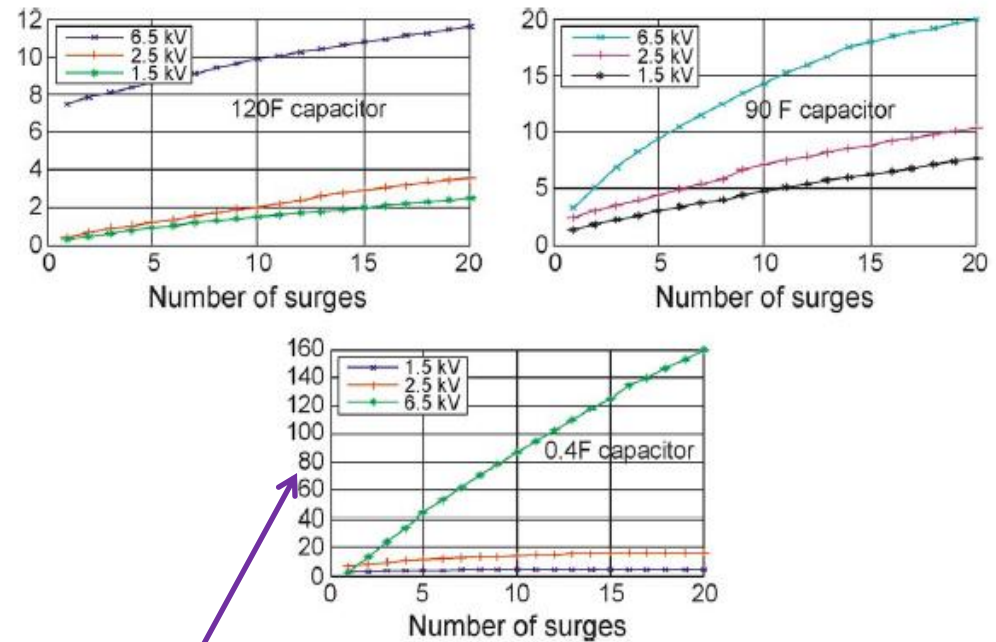 12
10
8
6
4
2
0
6.5 kV
2.5 kV
1.5 kV
120F capacitor
0 5 10 15 20
Number of surges
20
15
10
5
0
6.5 kV
2.5 kV
1.5 kV
90 F capacitor
0 5 10 15 20
Number of surges
160
140
120
100
80
60
40
20
0
1.5 kV
2.5 kV
6.5 kV
0.4F capacitor
0 5 10 15 20
Number of surges